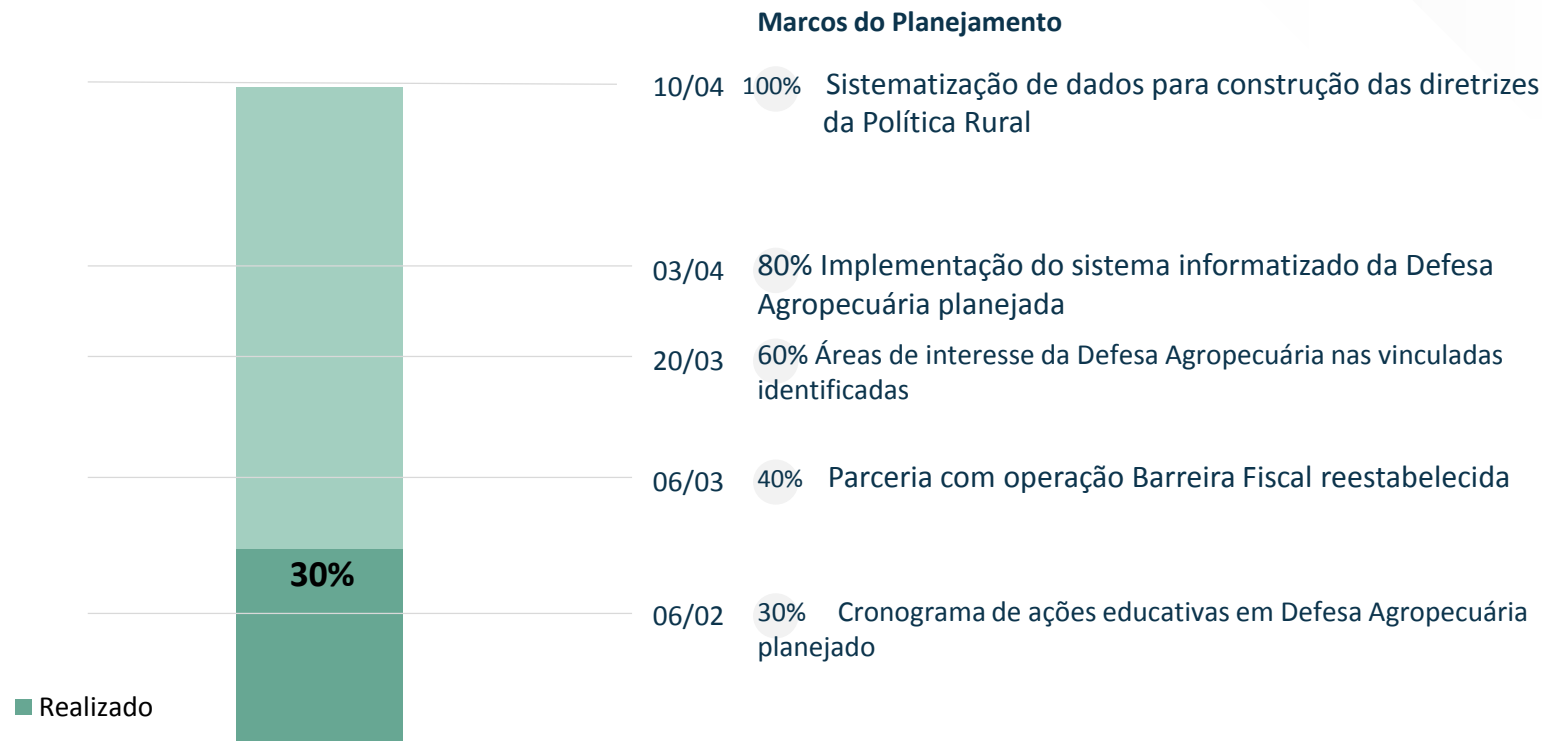 Marcos do Planejamento
10/04 100% Sistematização de dados para construção das diretrizes
da Política Rural
03/04 80% Implementação do sistema informatizado da Defesa
Agropecuária planejada
20/03 60% Áreas de interesse da Defesa Agropecuária nas vinculadas
identificadas
06/03 40% Parceria com operação Barreira Fiscal reestabelecida
30%
06/02 30% Cronograma de ações educativas em Defesa Agropecuária
planejado
Realizado